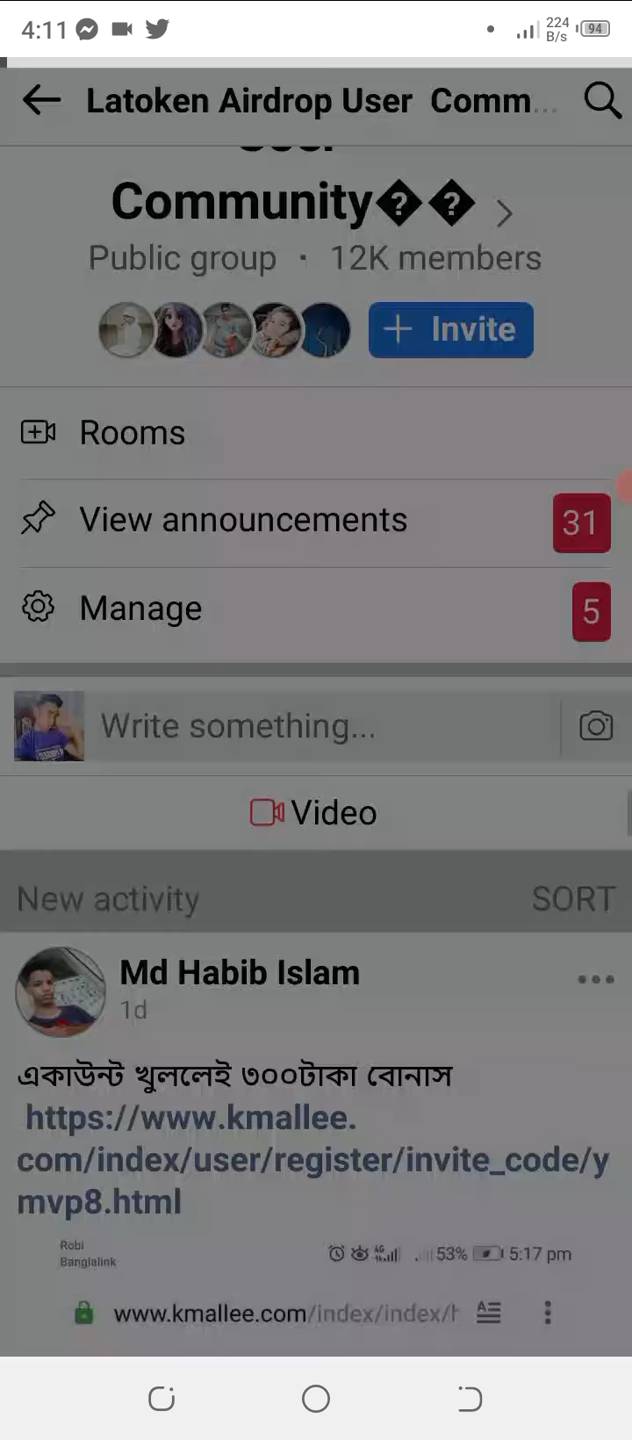 4:11
224
B/s
94
Latoken Airdrop User Comm...
Community��
Public group · 12K members
+ Invite
Rooms
View announcements
31
Manage
5
Write something...
Video
New activity
SORT
Md Habib Islam
1d
একাউন্ট খুললেই ৩০০টাকা বোনাস
https://www.kmallee.
com/index/user/register/invite_code/y
mvp8.html
Robi
Banglalink
4G
53%
5:17 pm
www.kmallee.com/index/index/h